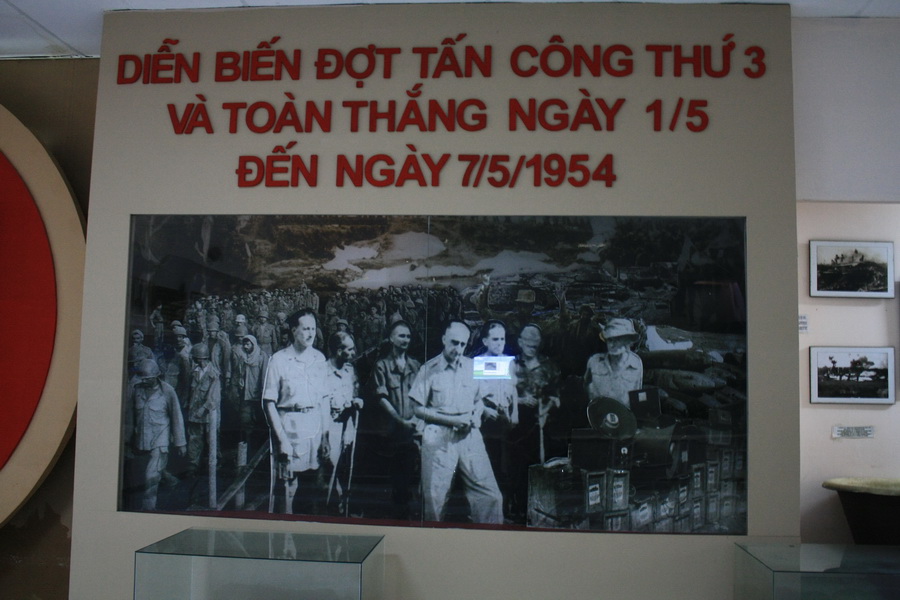 DIỄN BIẾN ĐỢT TẤN CÔNG THỨ 3
VÀ TOÀN THẮNG NGÀY 1/5
ĐẾN NGÀY 7/5/1954